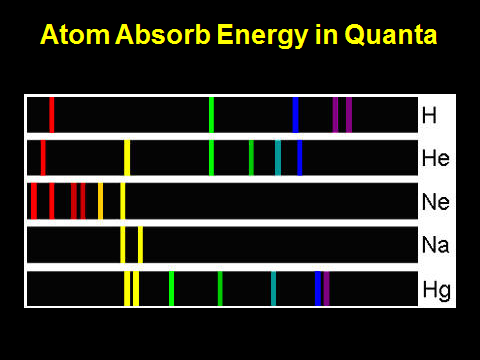 Atom Absorb Energy in Quanta
H
He
Ne
Na
Hg